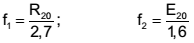 f₁ = R₂₀ / 2,7 ; f₂ = E₂₀ / 1,6